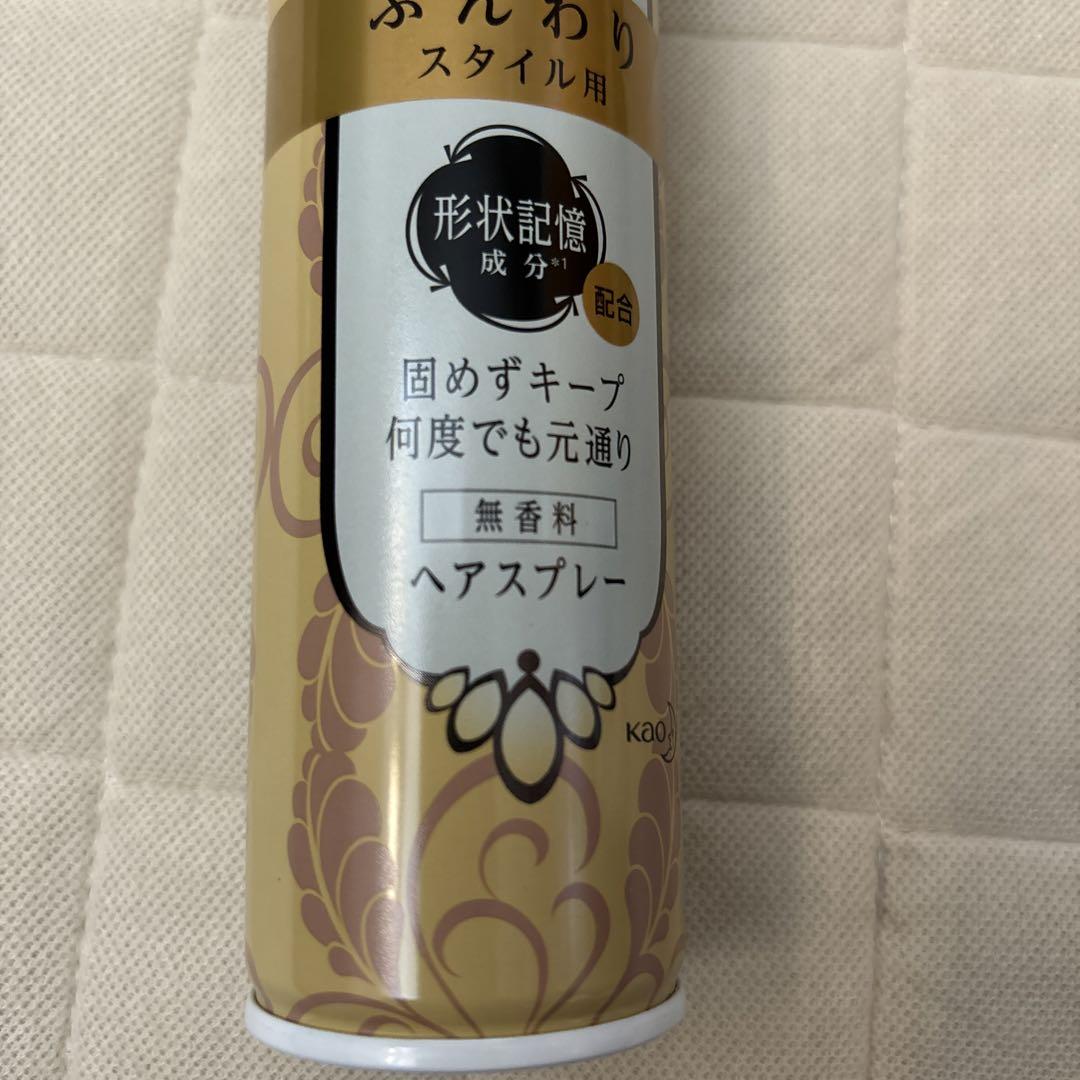 ふんわり
スタイル用
形状記憶
成分*1
配合
固めずキープ
何度でも元通り
無香料
ヘアスプレー
Kao